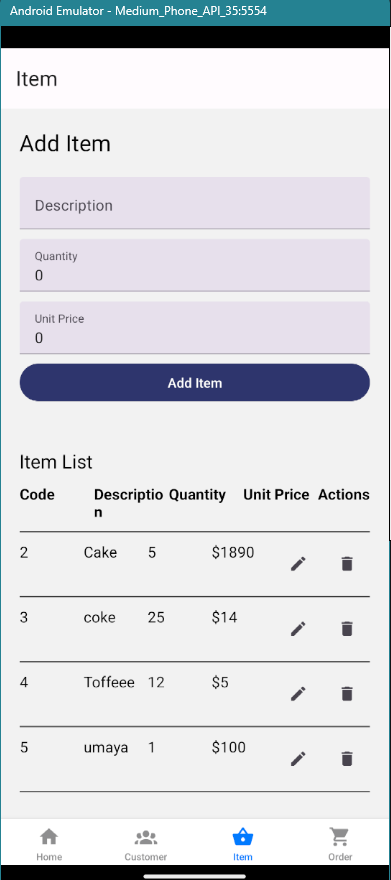 Android Emulator - Medium_Phone_API_35:5554
Item
Add Item
Description
Quantity
0
Unit Price
0
Add Item
Item List
Code Descriptio Quantity Unit Price Actions
n
2 Cake 5 $1890
3 coke 25 $14
4 Toffeee 12 $5
5 umaya 1 $100
Home Customer Item Order